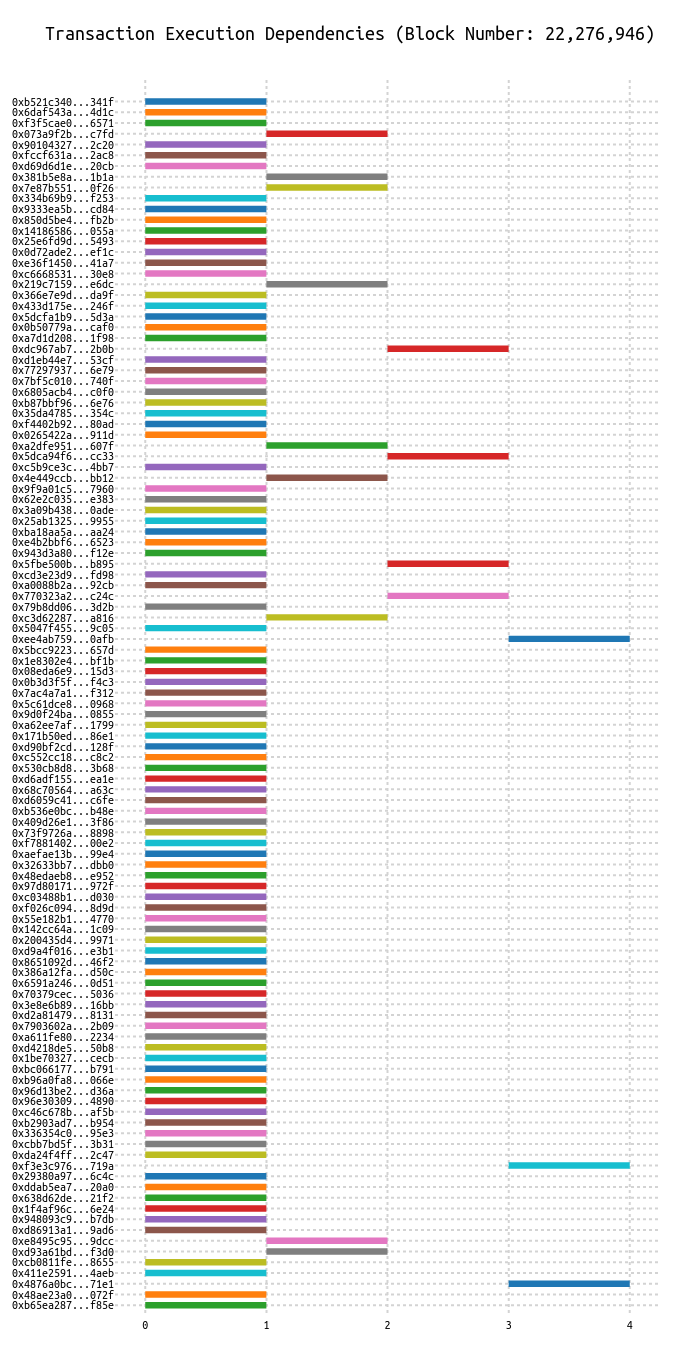 Transaction Execution Dependencies (Block Number: 22,276,946)
0xb521c340...341f
0x6daf543a...4d1c
0xf3f5cae0...6571
0x073a9f2b...c7fd
0x90104327...2c20
0xfccf631a...2ac8
0xd69d6d1e...20cb
0x381b5e8a...1b1a
0x7e87b551...0f26
0x334b69b9...f253
0x9333ea5b...cd84
0x850d5be4...fb2b
0x14186586...055a
0x25e6fd9d...5493
0x0d72ade2...ef1c
0xe36f1450...41a7
0xc6668531...30e8
0x219c7159...e6dc
0x366e7e9d...da9f
0x433d175e...246f
0x5dcfa1b9...5d3a
0x0b50779a...caf0
0xa7d1d208...1f98
0xdc967ab7...2b0b
0xd1eb44e7...53cf
0x77297937...6e79
0x7bf5c010...740f
0x6805acb4...c0f0
0xb87bbf96...6e76
0x35da4785...354c
0xf4402b92...80ad
0x0265422a...911d
0xa2dfe951...607f
0x5dca94f6...cc33
0xc5b9ce3c...4bb7
0x4e449ccb...bb12
0x9f9a01c5...7960
0x62e2c035...e383
0x3a09b438...0ade
0x25ab1325...9955
0xba18aa5a...aa24
0xe4b2bbf6...6523
0x943d3a80...f12e
0x5fbe500b...b895
0xcd3e23d9...fd98
0xa0088b2a...92cb
0x770323a2...c24c
0x79b8dd06...3d2b
0xc3d62287...a816
0x5047f455...9c05
0xee4ab759...0afb
0x5bcc9223...657d
0x1e8302e4...bf1b
0x08eda6e9...15d3
0x0b3d3f5f...f4c3
0x7ac4a7a1...f312
0x5c61dce8...0968
0x9d0f24ba...0855
0xa62ee7af...1799
0x171b50ed...86e1
0xd90bf2cd...128f
0xc552cc18...c8c2
0x530cb8d8...3b68
0xd6adf155...ea1e
0x68c70564...a63c
0xd6059c41...c6fe
0xb536e0bc...b48e
0x409d26e1...3f86
0x73f9726a...8898
0xf7881402...00e2
0xaefae13b...99e4
0x32633bb7...dbb0
0x48edaeb8...e952
0x97d80171...972f
0xc03488b1...d030
0xf026c094...8d9d
0x55e182b1...4770
0x142cc64a...1c09
0x200435d4...9971
0xd9a4f016...e3b1
0x8651092d...46f2
0x386a12fa...d50c
0x6591a246...0d51
0x70379cec...5036
0x3e8e6b89...16bb
0xd2a81479...8131
0x7903602a...2b09
0xa611fe80...2234
0xd4218de5...50b8
0x1be70327...cecb
0xbc066177...b791
0xb96a0fa8...066e
0x96d13be2...d36a
0x96e30309...4890
0xc46c678b...af5b
0xb2903ad7...b954
0x336354c0...95e3
0xcbb7bd5f...3b31
0xda24f4ff...2c47
0xf3e3c976...719a
0x29380a97...6c4c
0xddab5ea7...20a0
0x638d62de...21f2
0x1f4af96c...6e24
0x948093c9...b7db
0xd86913a1...9ad6
0xe8495c95...9dcc
0xd93a61bd...f3d0
0xcb0811fe...8655
0x411e2591...4aeb
0x4876a0bc...71e1
0x48ae23a0...072f
0xb65ea287...f85e
0 1 2 3 4